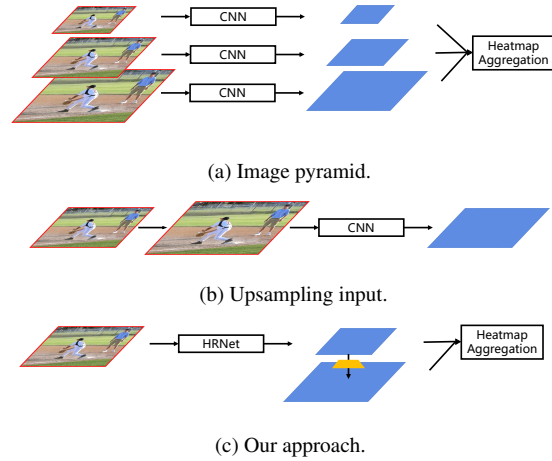 CNN
CNN
CNN
Heatmap
Aggregation
(a) Image pyramid.
CNN
(b) Upsampling input.
HRNet
Heatmap
Aggregation
(c) Our approach.